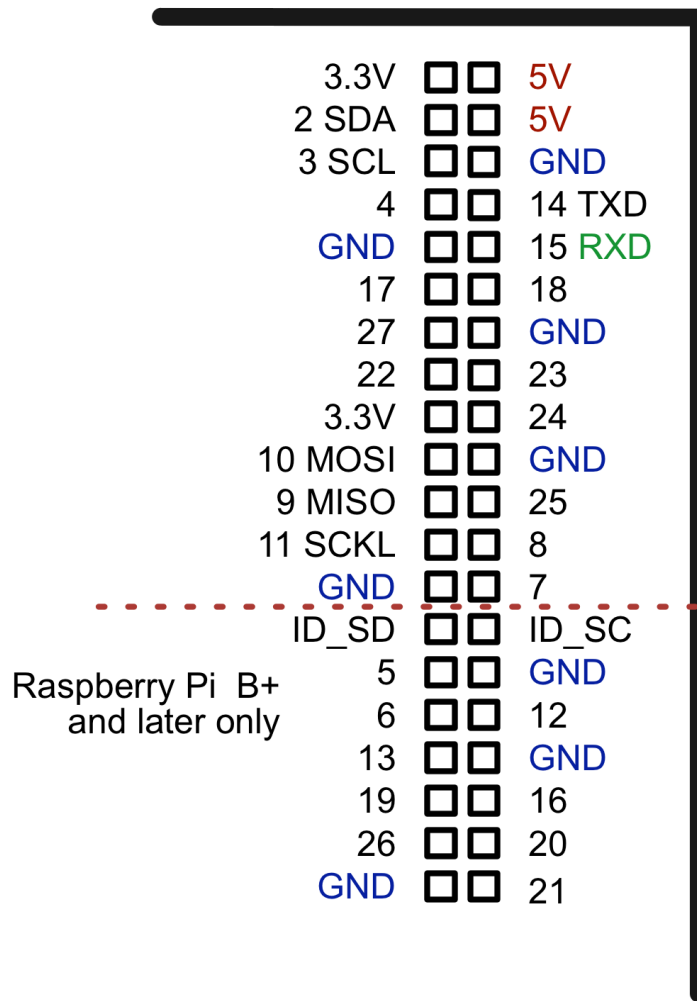 3.3V 5V
2 SDA 5V
3 SCL GND
4 14 TXD
GND 15 RXD
17 18
27 GND
22 23
3.3V 24
10 MOSI GND
9 MISO 25
11 SCKL 8
GND 7
ID_SD ID_SC
5 GND
Raspberry Pi B+
and later only
6 12
13 GND
19 16
26 20
GND 21